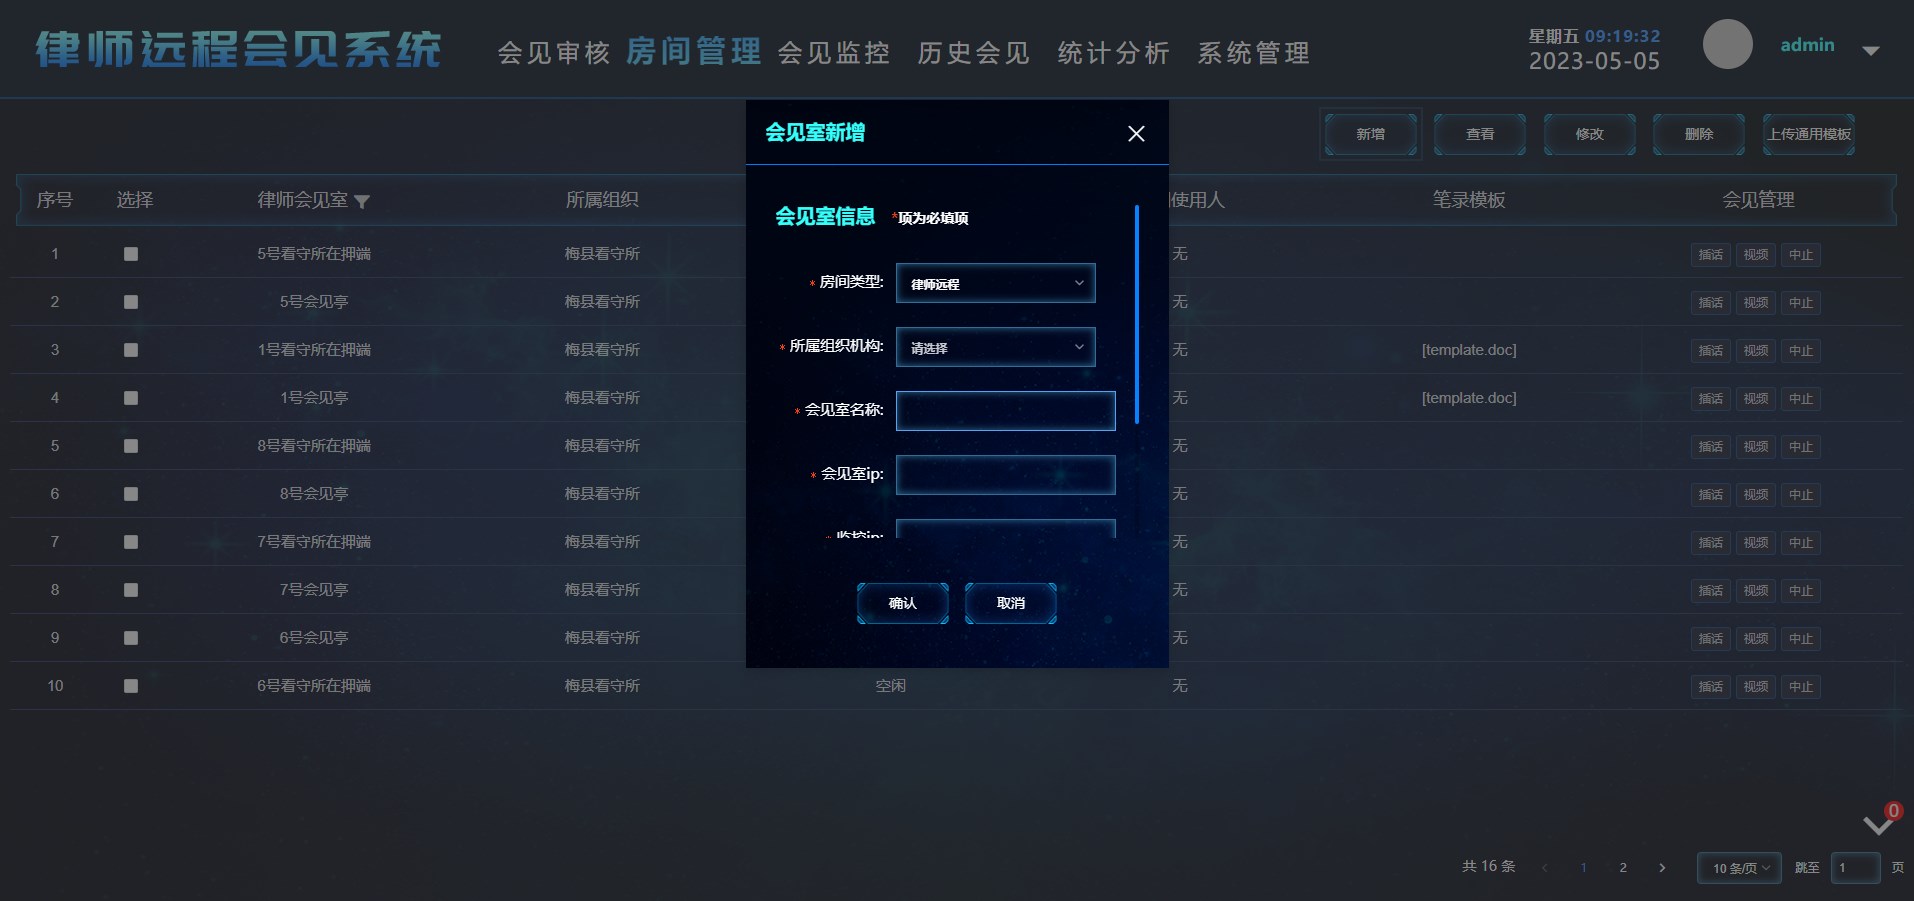 律师远程会见系统 会见审核 房间管理 会见监控 历史会见 统计分析 系统管理 星期五 09:19:32 admin
2023-05-05
会见室新增
新增 查看 修改 删除 上传通用模板
序号 选择 律师会见室 所属组织 使用人 笔录模板 会见管理
会见室信息 *项为必填项
* 房间类型: 律师远程
* 所属组织机构: 请选择
* 会见室名称:
* 会见室ip:
* 监控ip:
确认 取消
1 5号看守所在押端 梅县看守所 无 插话 视频 中止
2 5号会见亭 梅县看守所 无 插话 视频 中止
3 1号看守所在押端 梅县看守所 无 [template.doc] 插话 视频 中止
4 1号会见亭 梅县看守所 无 [template.doc] 插话 视频 中止
5 8号看守所在押端 梅县看守所 无 插话 视频 中止
6 8号会见亭 梅县看守所 无 插话 视频 中止
7 7号看守所在押端 梅县看守所 无 插话 视频 中止
8 7号会见亭 梅县看守所 无 插话 视频 中止
9 6号会见亭 梅县看守所 无 插话 视频 中止
10 6号看守所在押端 梅县看守所 空闲 无 插话 视频 中止
0
共 16 条 1 2 10 条/页 跳至 1 页